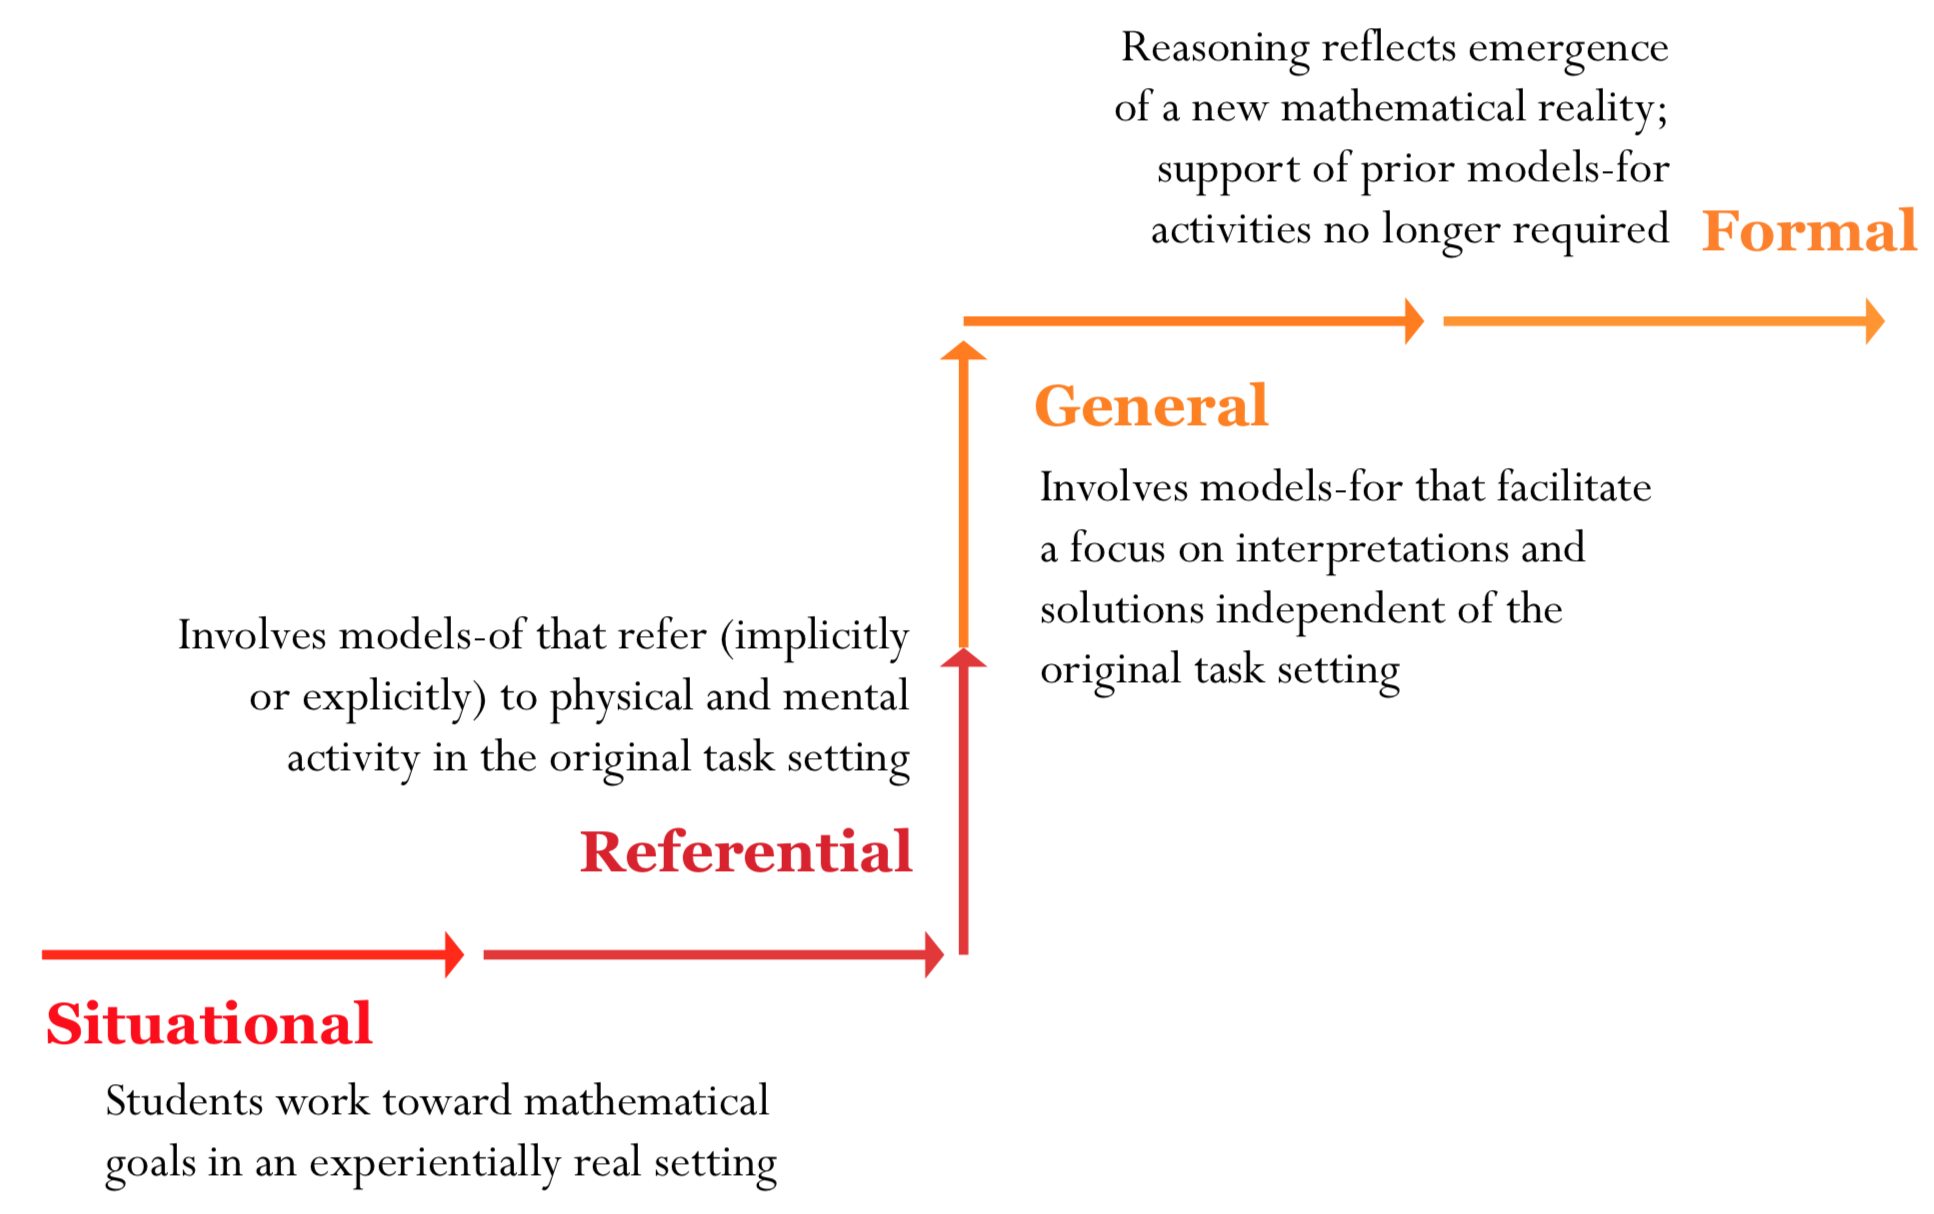 Reasoning reflects emergence
of a new mathematical reality;
support of prior models-for
activities no longer required
Formal
General
Involves models-for that facilitate
a focus on interpretations and
solutions independent of the
original task setting
Involves models-of that refer (implicitly
or explicitly) to physical and mental
activity in the original task setting
Referential
Situational
Students work toward mathematical
goals in an experientially real setting